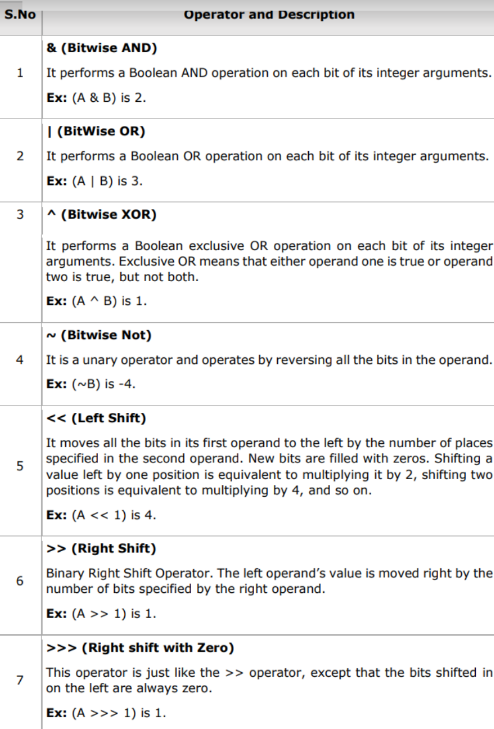 S.No Operator and Description
& (Bitwise AND)
1 It performs a Boolean AND operation on each bit of its integer arguments.
Ex: (A & B) is 2.
| (BitWise OR)
2 It performs a Boolean OR operation on each bit of its integer arguments.
Ex: (A | B) is 3.
3 ^ (Bitwise XOR)
It performs a Boolean exclusive OR operation on each bit of its integer
arguments. Exclusive OR means that either operand one is true or operand
two is true, but not both.
Ex: (A ^ B) is 1.
~ (Bitwise Not)
4 It is a unary operator and operates by reversing all the bits in the operand.
Ex: (~B) is -4.
<< (Left Shift)
It moves all the bits in its first operand to the left by the number of places
specified in the second operand. New bits are filled with zeros. Shifting a
5 value left by one position is equivalent to multiplying it by 2, shifting two
positions is equivalent to multiplying by 4, and so on.
Ex: (A << 1) is 4.
>> (Right Shift)
6 Binary Right Shift Operator. The left operand’s value is moved right by the
number of bits specified by the right operand.
Ex: (A >> 1) is 1.
>>> (Right shift with Zero)
7 This operator is just like the >> operator, except that the bits shifted in
on the left are always zero.
Ex: (A >>> 1) is 1.